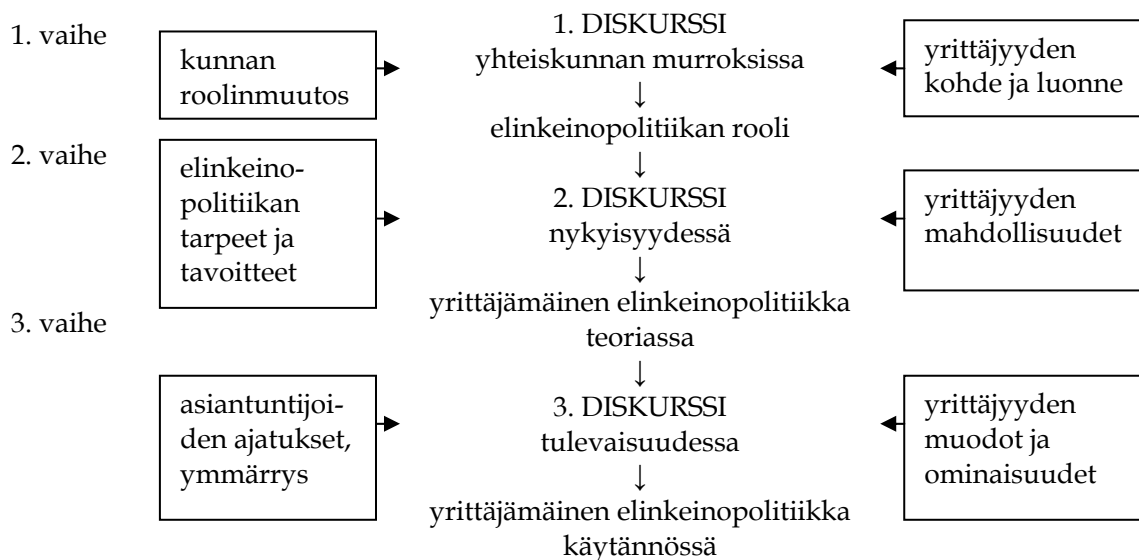 1. vaihe
kunnan
roolinmuutos
1. DISKURSSI
yhteiskunnan murroksissa
↓
elinkeinopolitiikan rooli
↓
yrittäjyyden
kohde ja luonne
2. vaihe
elinkeino-
politiikan
tarpeet ja
tavoitteet
2. DISKURSSI
nykyisyydessä
↓
yrittäjämäinen elinkeinopolitiikka
teoriassa
↓
yrittäjyyden
mahdollisuudet
3. vaihe
asiantuntijoi-
den ajatukset,
ymmärrys
3. DISKURSSI
tulevaisuudessa
↓
yrittäjämäinen elinkeinopolitiikka
käytännössä
yrittäjyyden
muodot ja
ominaisuudet